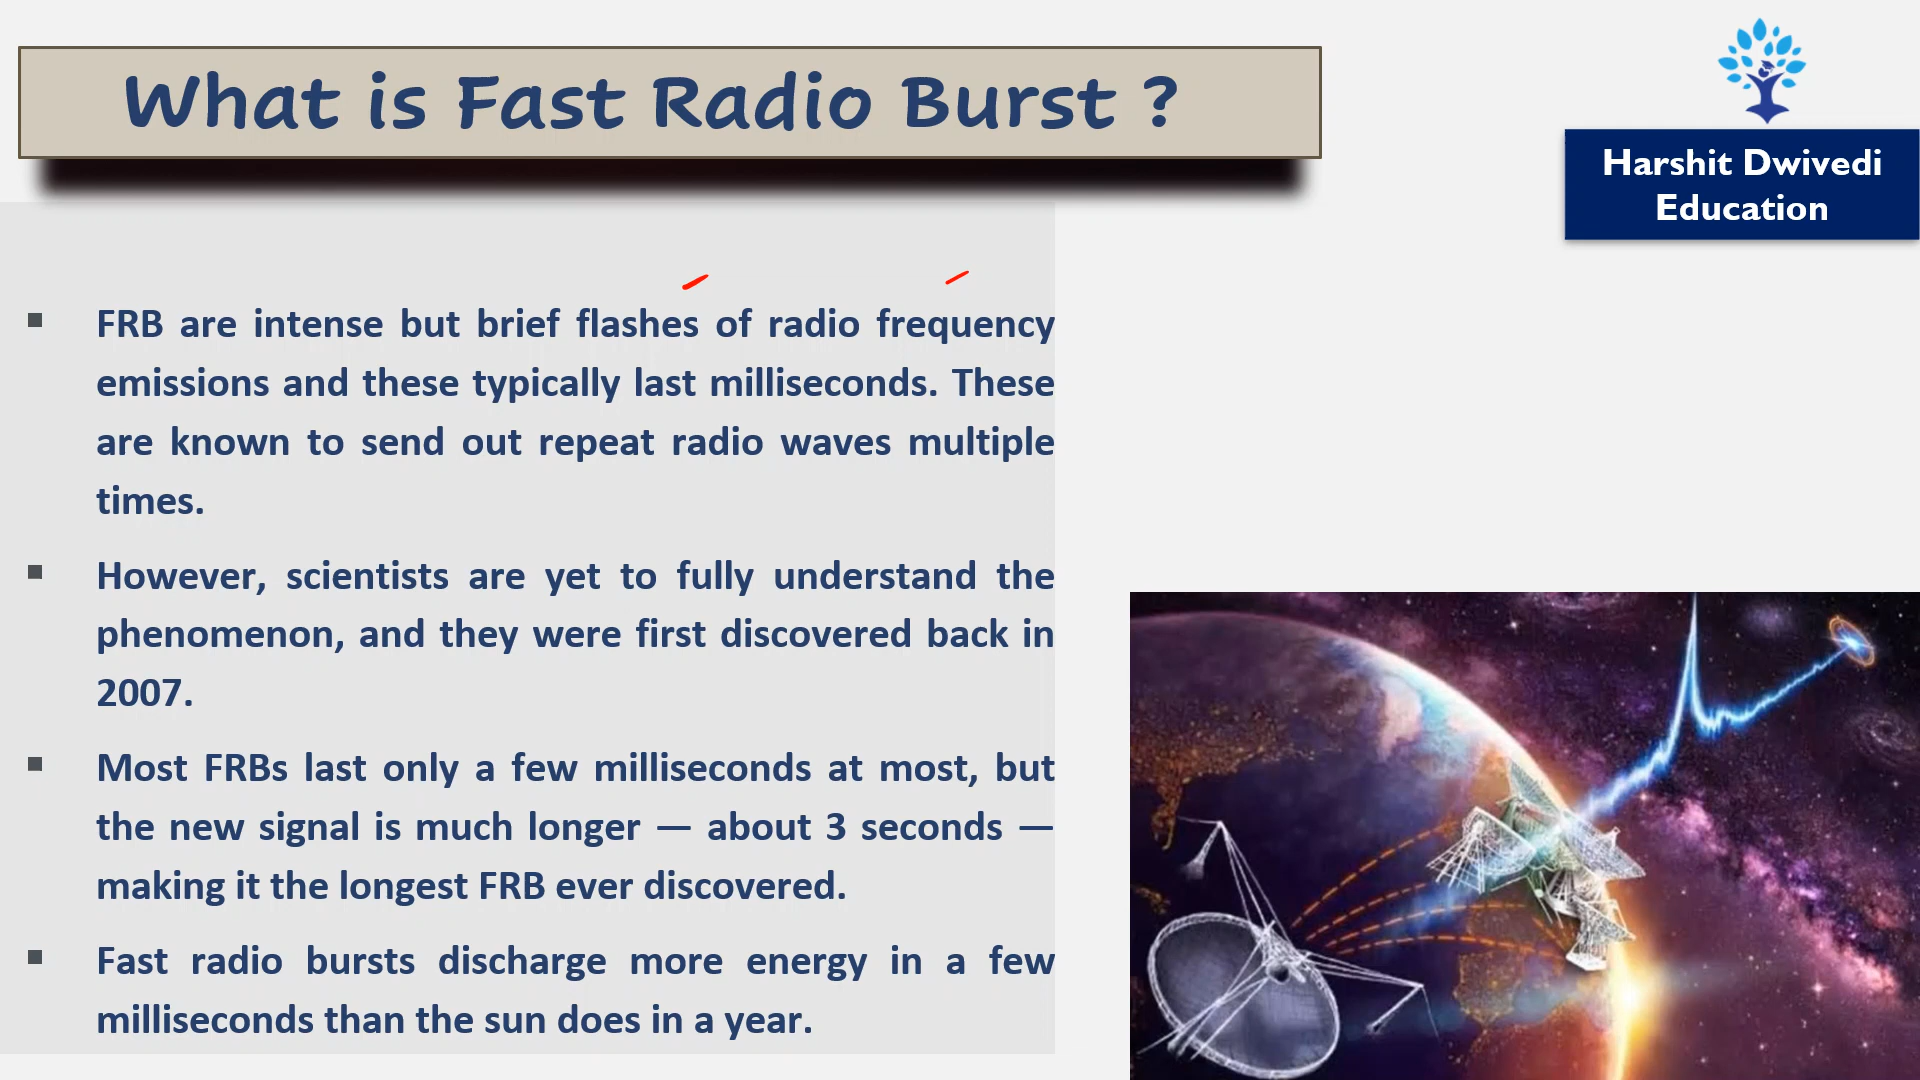 What is Fast Radio Burst ?
Harshit Dwivedi
Education
FRB are intense but brief flashes of radio frequency
emissions and these typically last milliseconds. These
are known to send out repeat radio waves multiple
times.
However, scientists are yet to fully understand the
phenomenon, and they were first discovered back in
2007.
Most FRBs last only a few milliseconds at most, but
the new signal is much longer — about 3 seconds —
making it the longest FRB ever discovered.
Fast radio bursts discharge more energy in a few
milliseconds than the sun does in a year.